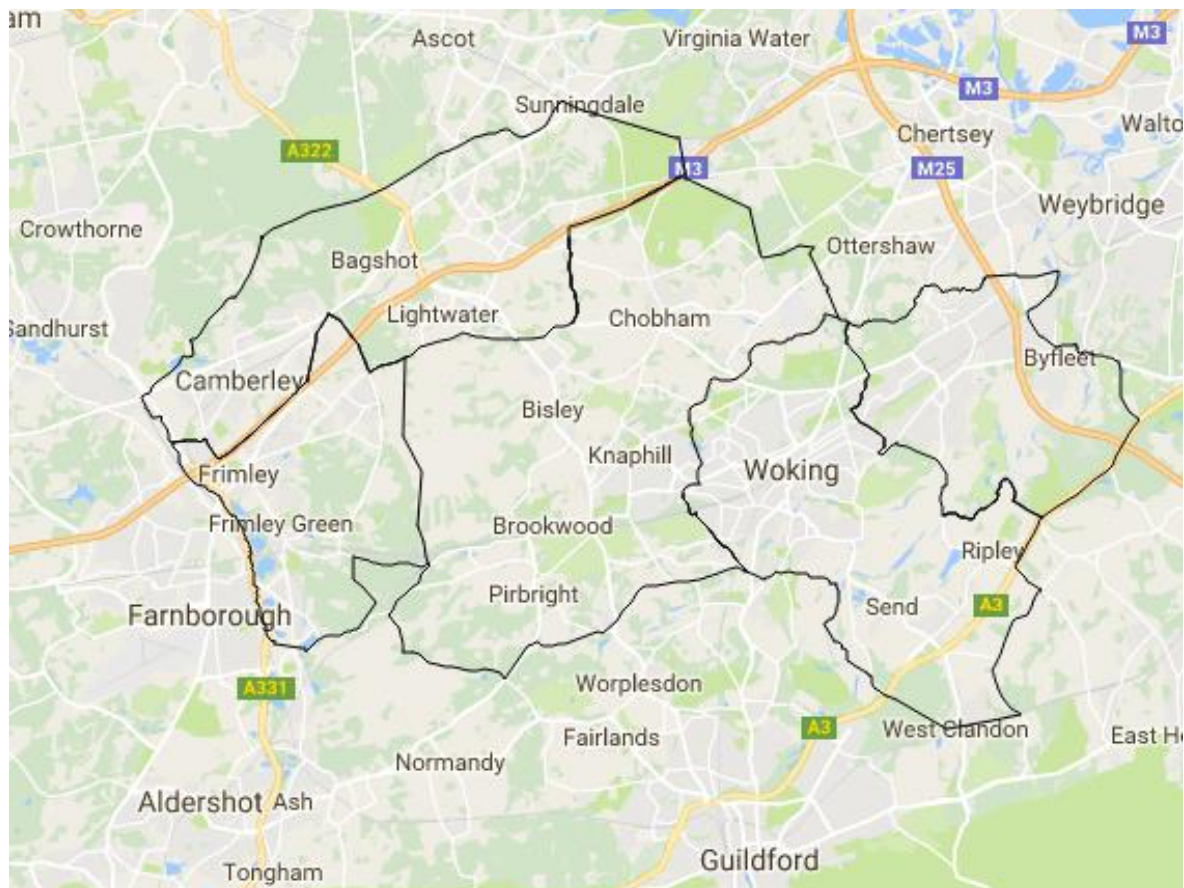 am
Ascot
Virginia Water
M3
M3
Sunningdale
Chertsey
Walto
A322
M3
M25
Weybridge
Crowthorne
Ottershaw
Bagshot
Lightwater
Chobham
Sandhurst
Byfleet
Camberley
Bisley
Knaphill
Woking
Frimley
Frimley Green
Brookwood
Ripley
Pirbright
Send
A3
Farnborough
A331
Worplesdon
A3
West Clandon
Fairlands
East Ho
Normandy
Aldershot
Ash
Guildford
Tongham